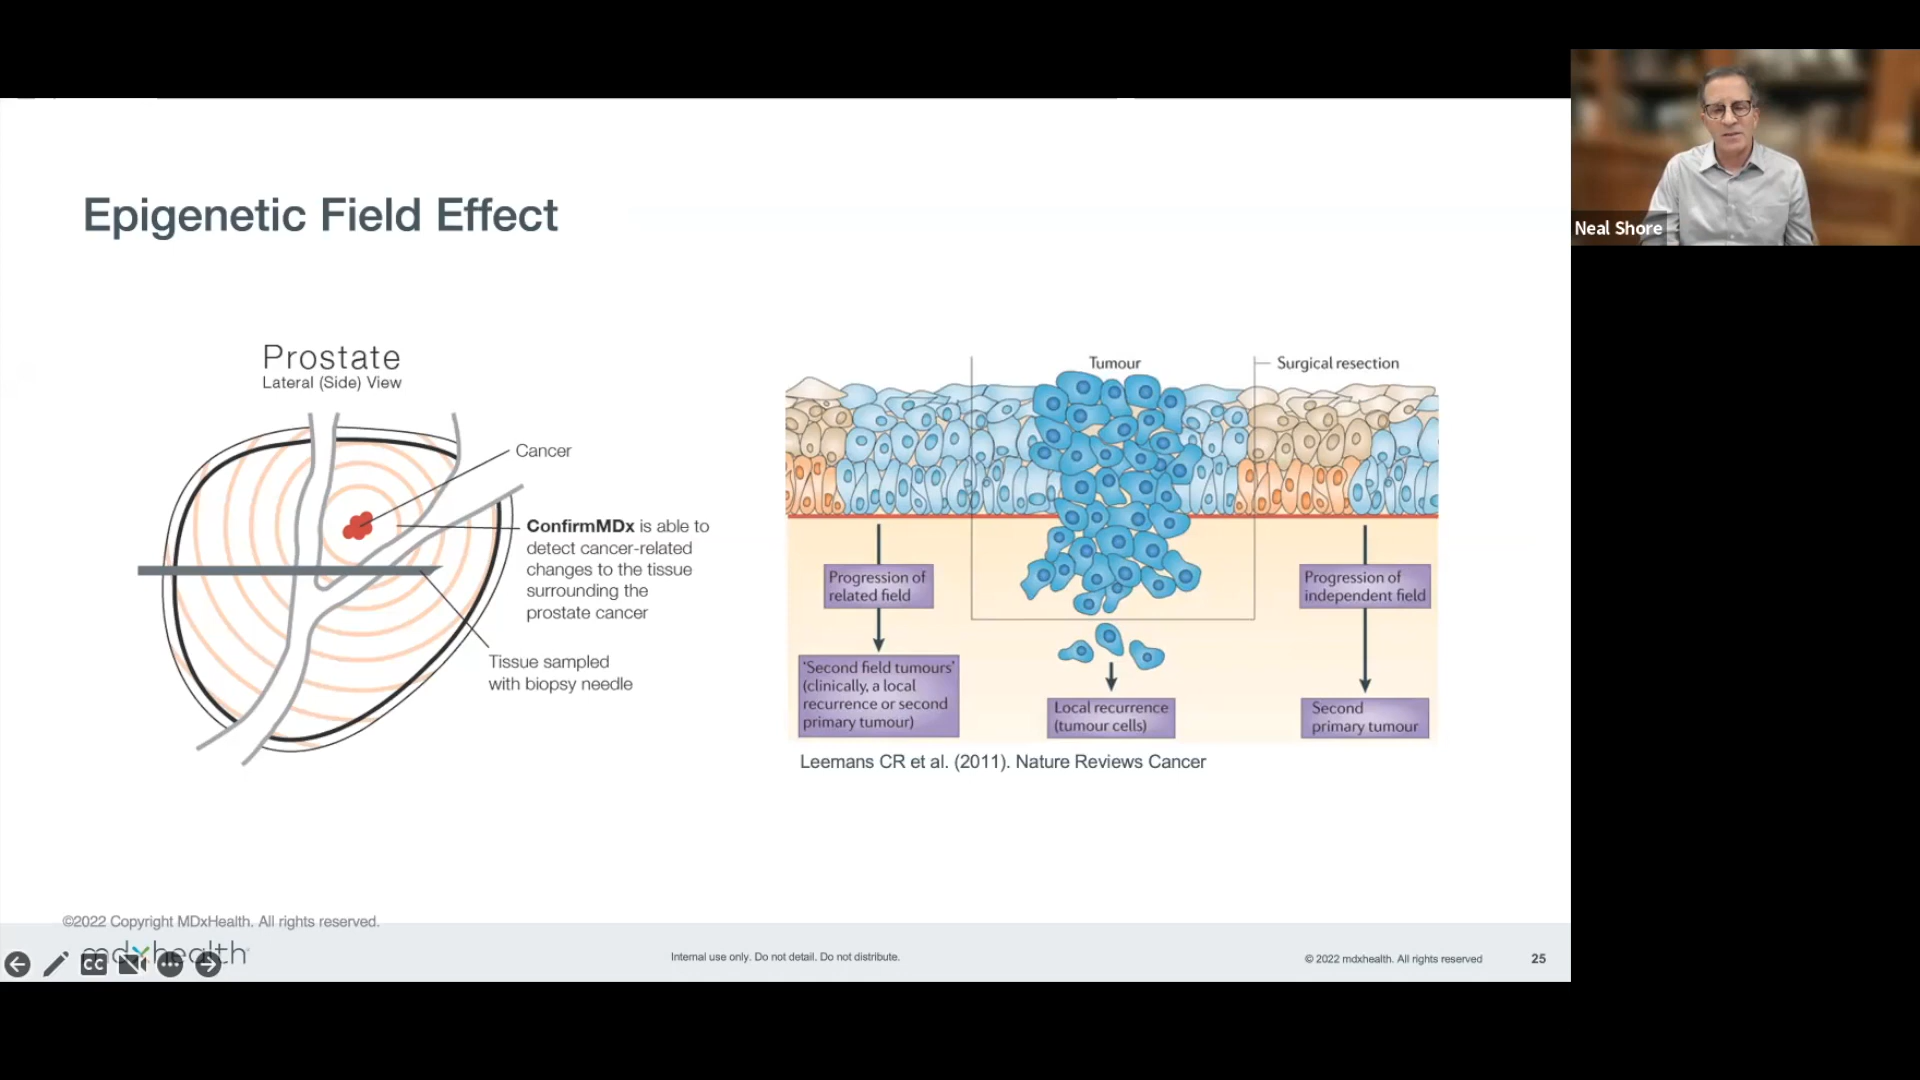 Epigenetic Field Effect
Prostate
Lateral (Side) View
Cancer
ConfirmMDx is able to
detect cancer-related
changes to the tissue
surrounding the
prostate cancer
Tissue sampled
with biopsy needle
Tumour
Surgical resection
Progression of
related field
Progression of
independent field
'Second field tumours'
(clinically, a local
recurrence or second
primary tumour)
Local recurrence
(tumour cells)
Second
primary tumour
Leemans CR et al. (2011). Nature Reviews Cancer
©2022 Copyright MDxHealth. All rights reserved.
mdxhealth
CC
Internal use only. Do not detail. Do not distribute.
© 2022 mdxhealth. All rights reserved
25
Neal Shore